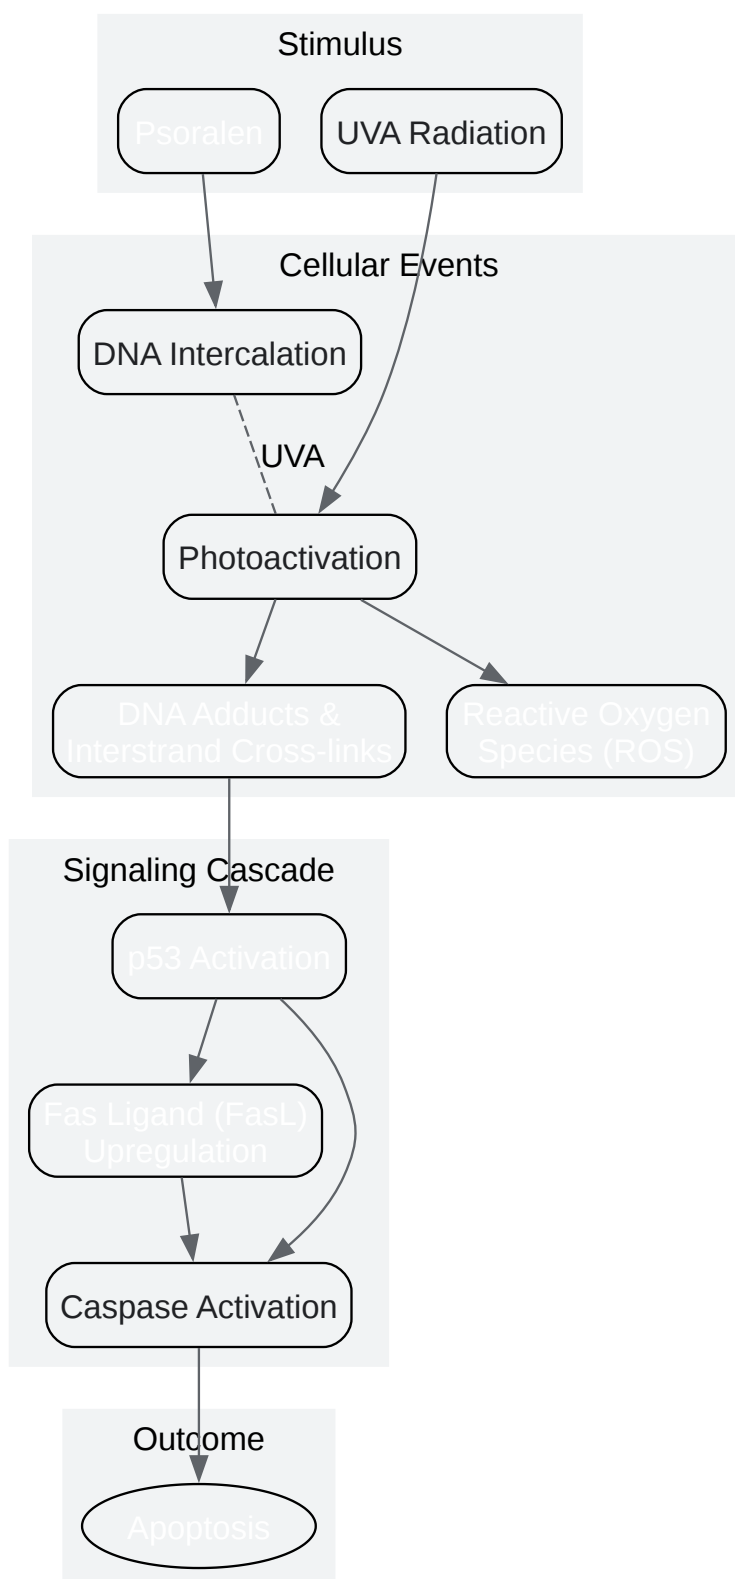 Stimulus
Psoralen
UVA Radiation
Cellular Events
DNA Intercalation
UVA
Photoactivation
DNA Adducts &
Interstrand Cross-links
Reactive Oxygen
Species (ROS)
Signaling Cascade
p53 Activation
Fas Ligand (FasL)
Upregulation
Caspase Activation
Outcome
Apoptosis